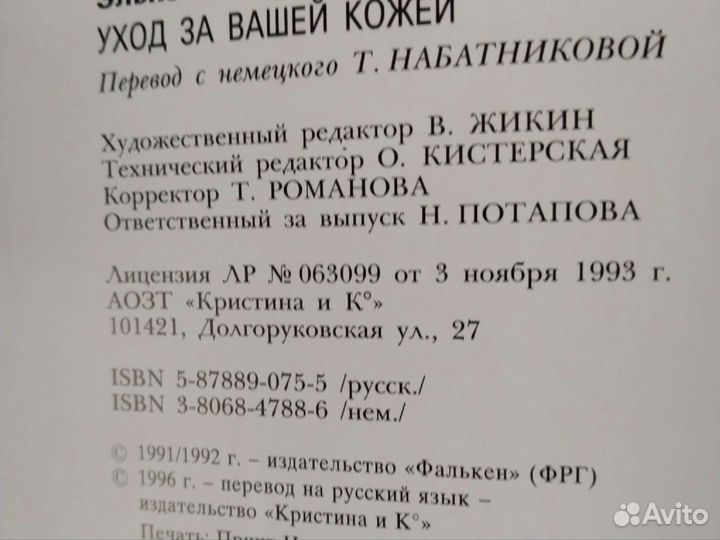 УХОД ЗА ВАШЕЙ КОЖЕЙ
Перевод с немецкого Т. НАБАТНИКОВОЙ
Художественный редактор В. ЖИКИН
Технический редактор О. КИСТЕРСКАЯ
Корректор Т. РОМАНОВА
Ответственный за выпуск Н. ПОТАПОВА
Лицензия ЛР № 063099 от 3 ноября 1993 г.
АОЗТ «Кристина и К°»
101421, Долгоруковская ул., 27
ISBN 5-87889-075-5 /русск./
ISBN 3-8068-4788-6 /нем./
© 1991/1992 г. – издательство «Фалькен» (ФРГ)
© 1996 г. – перевод на русский язык –
издательство «Кристина и К°»
Печать:
Avito